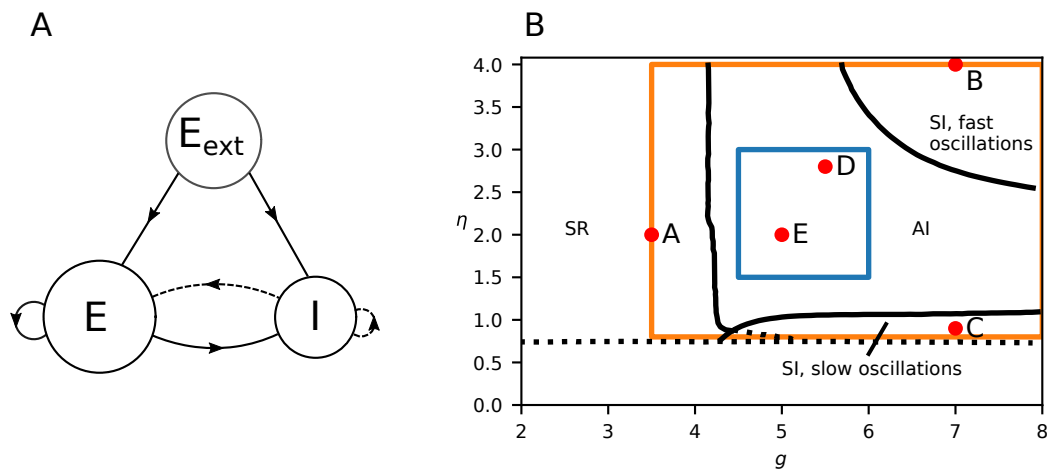 A
E_ext
E
I
B
η
4.0
3.5
3.0
2.5
2.0
1.5
1.0
0.5
0.0
2
3
4
5
6
7
8
g
SR
A
B
C
D
E
AI
SI, fast
oscillations
SI, slow oscillations